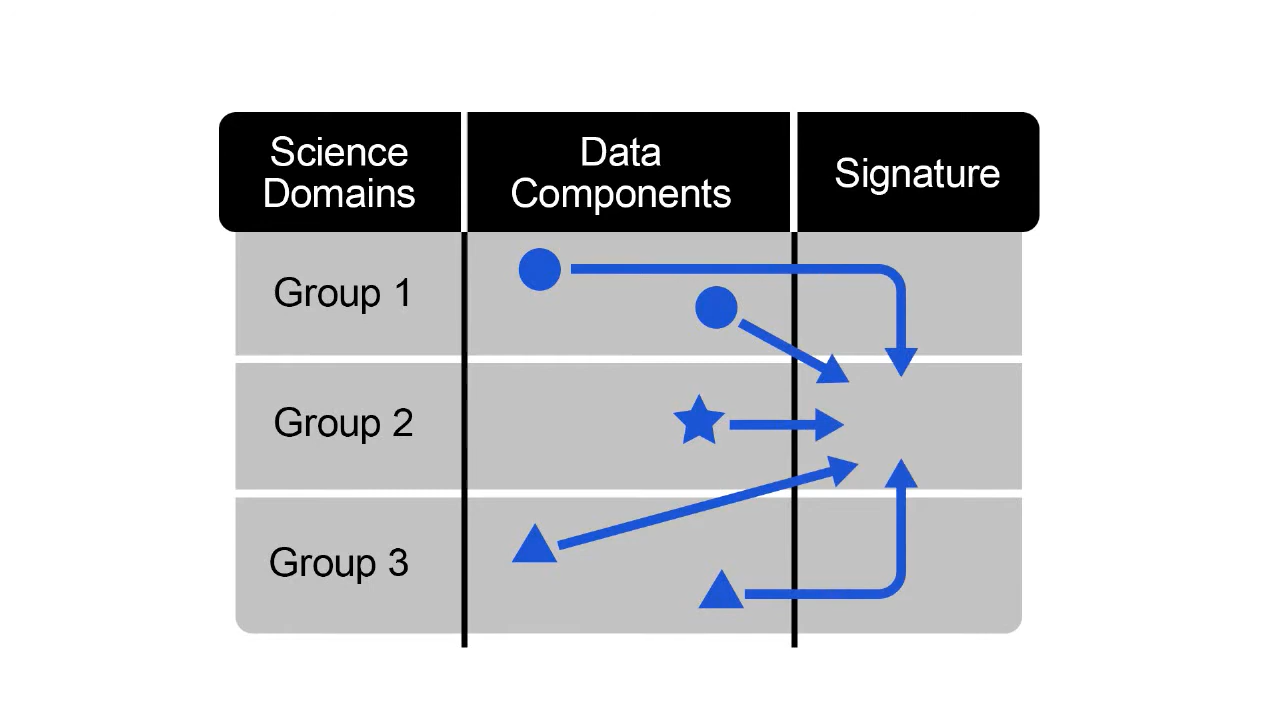 Science
Domains
Data
Components
Signature
Group 1
Group 2
Group 3